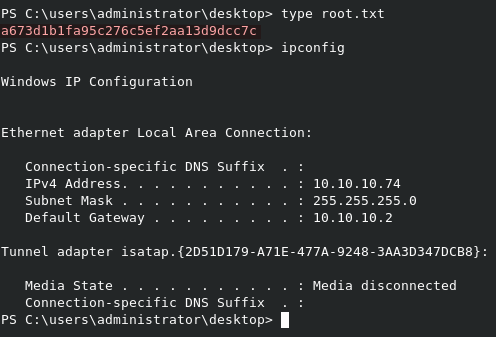 PS C:\users\administrator\desktop> type root.txt
a673d1b1fa95c276c5ef2aa13d9dcc7c
PS C:\users\administrator\desktop> ipconfig
Windows IP Configuration
Ethernet adapter Local Area Connection:
Connection-specific DNS Suffix . :
IPv4 Address. . . . . . . . . . . : 10.10.10.74
Subnet Mask . . . . . . . . . . . : 255.255.255.0
Default Gateway . . . . . . . . . : 10.10.10.2
Tunnel adapter isatap.{2D51D179-A71E-477A-9248-3AA3D347DCB8}:
Media State . . . . . . . . . . . : Media disconnected
Connection-specific DNS Suffix . :
PS C:\users\administrator\desktop>